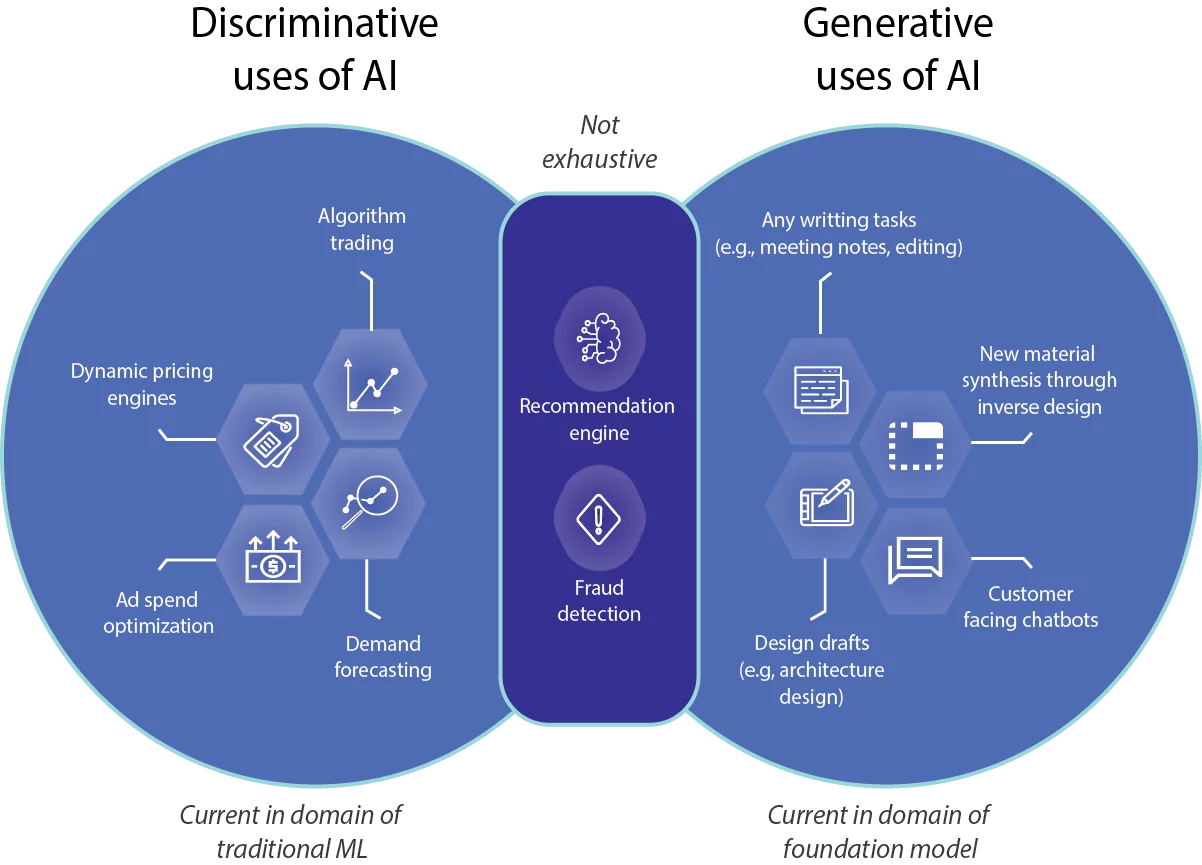 Discriminative
uses of AI
Generative
uses of AI
Not
exhaustive
Algorithm
trading
Dynamic pricing
engines
Ad spend
optimization
Demand
forecasting
Recommendation
engine
Fraud
detection
Any writting tasks
(e.g., meeting notes, editing)
New material
synthesis through
inverse design
Customer
facing chatbots
Design drafts
(e.g, architecture
design)
Current in domain of
traditional ML
Current in domain of
foundation model